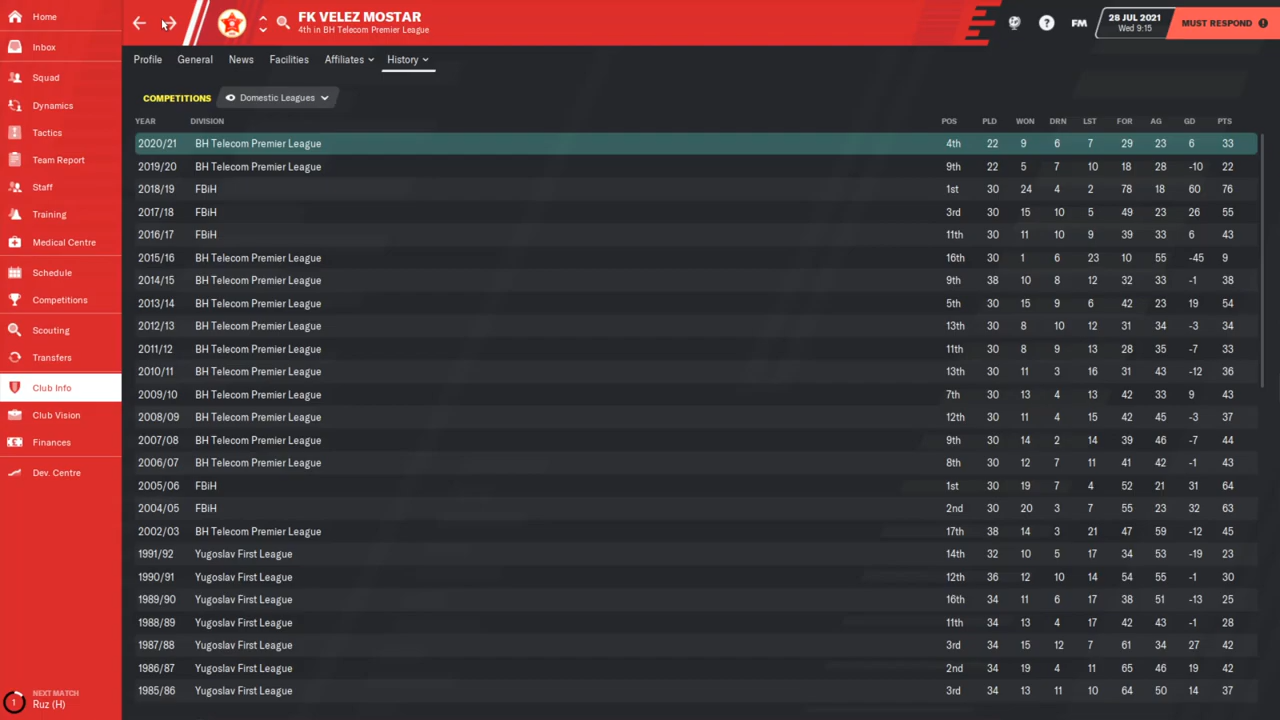 Home
Inbox
Squad
Dynamics
Tactics
Team Report
Staff
Training
Medical Centre
Schedule
Competitions
Scouting
Transfers
Club Info
Club Vision
Finances
Dev. Centre
1
NEXT MATCH
Ruz (H)
FK VELEZ MOSTAR
4th in BH Telecom Premier League
?
FM
28 JUL 2021
Wed 9:15
MUST RESPOND
Profile General News Facilities Affiliates History
COMPETITIONS Domestic Leagues
YEAR DIVISION POS PLD WON DRN LST FOR AG GD PTS
2020/21 BH Telecom Premier League 4th 22 9 6 7 29 23 6 33
2019/20 BH Telecom Premier League 9th 22 5 7 10 18 28 -10 22
2018/19 FBiH 1st 30 24 4 2 78 18 60 76
2017/18 FBiH 3rd 30 15 10 5 49 23 26 55
2016/17 FBiH 11th 30 11 10 9 39 33 6 43
2015/16 BH Telecom Premier League 16th 30 1 6 23 10 55 -45 9
2014/15 BH Telecom Premier League 9th 38 10 8 12 32 33 -1 38
2013/14 BH Telecom Premier League 5th 30 15 9 6 42 23 19 54
2012/13 BH Telecom Premier League 13th 30 8 10 12 31 34 -3 34
2011/12 BH Telecom Premier League 11th 30 8 9 13 28 35 -7 33
2010/11 BH Telecom Premier League 13th 30 11 3 16 31 43 -12 36
2009/10 BH Telecom Premier League 7th 30 13 4 13 42 33 9 43
2008/09 BH Telecom Premier League 12th 30 11 4 15 42 45 -3 37
2007/08 BH Telecom Premier League 9th 30 14 2 14 39 46 -7 44
2006/07 BH Telecom Premier League 8th 30 12 7 11 41 42 -1 43
2005/06 FBiH 1st 30 19 7 4 52 21 31 64
2004/05 FBiH 2nd 30 20 3 7 55 23 32 63
2002/03 BH Telecom Premier League 17th 38 14 3 21 47 59 -12 45
1991/92 Yugoslav First League 14th 32 10 5 17 34 53 -19 23
1990/91 Yugoslav First League 12th 36 12 10 14 54 55 -1 30
1989/90 Yugoslav First League 16th 34 11 6 17 38 51 -13 25
1988/89 Yugoslav First League 11th 34 13 4 17 42 43 -1 28
1987/88 Yugoslav First League 3rd 34 15 12 7 61 34 27 42
1986/87 Yugoslav First League 2nd 34 19 4 11 65 46 19 42
1985/86 Yugoslav First League 3rd 34 13 11 10 64 50 14 37